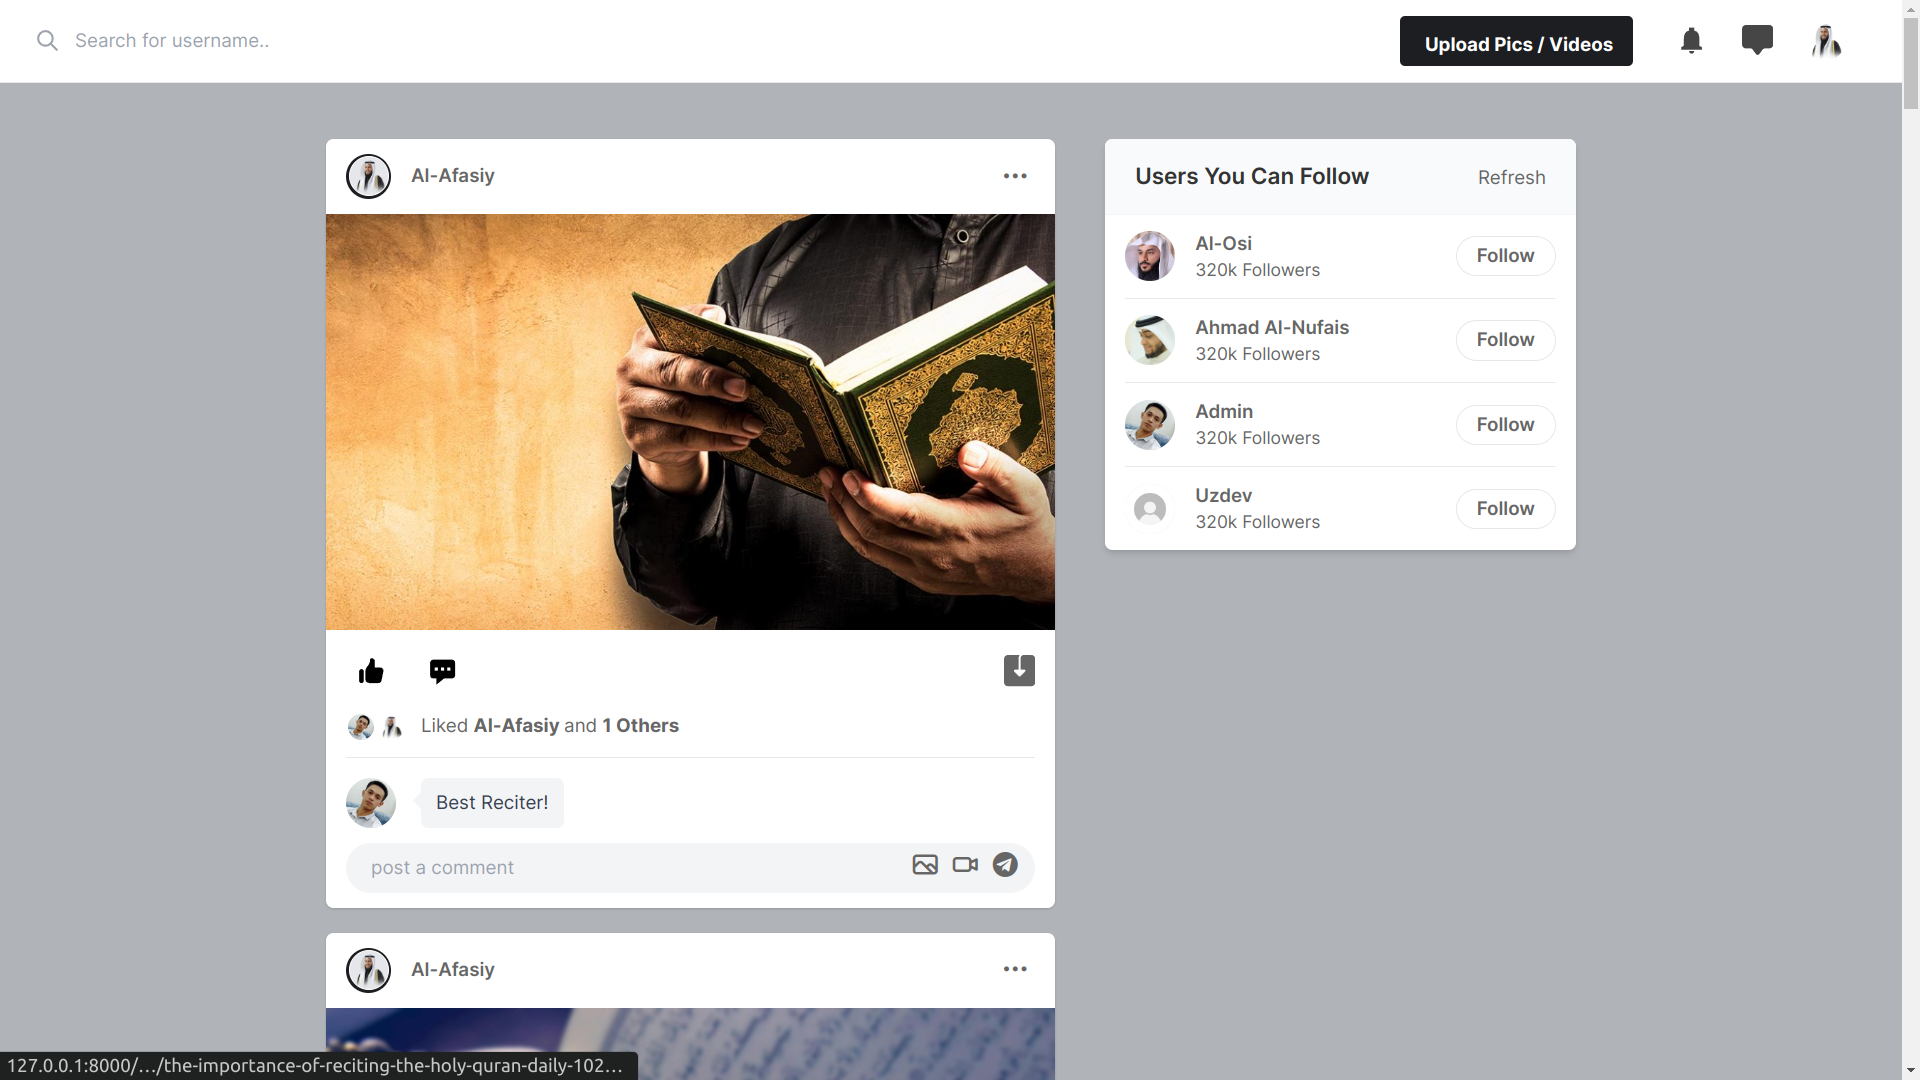 Search for username..
Upload Pics / Videos
Al-Afasiy
Users You Can Follow
Refresh
Al-Osi
320k Followers
Follow
Ahmad Al-Nufais
320k Followers
Follow
Admin
320k Followers
Follow
Uzdev
320k Followers
Follow
Liked Al-Afasiy and 1 Others
Best Reciter!
post a comment
Al-Afasiy
127.0.0.1:8000/…/the-importance-of-reciting-the-holy-quran-daily-102…